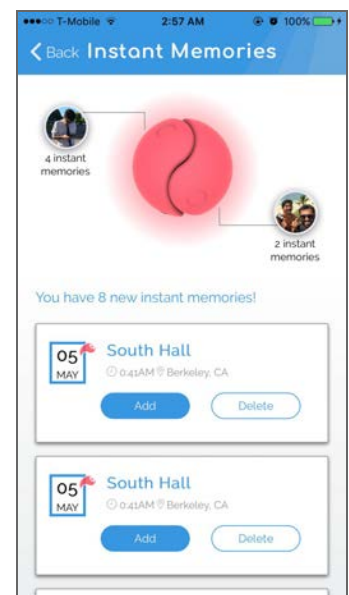 T-Mobile 2:57 AM 100%
Back Instant Memories
4 instant
memories
2 instant
memories
You have 8 new instant memories!
05
MAY
South Hall
0:41AM Berkeley, CA
Add Delete
05
MAY
South Hall
0:41AM Berkeley, CA
Add Delete